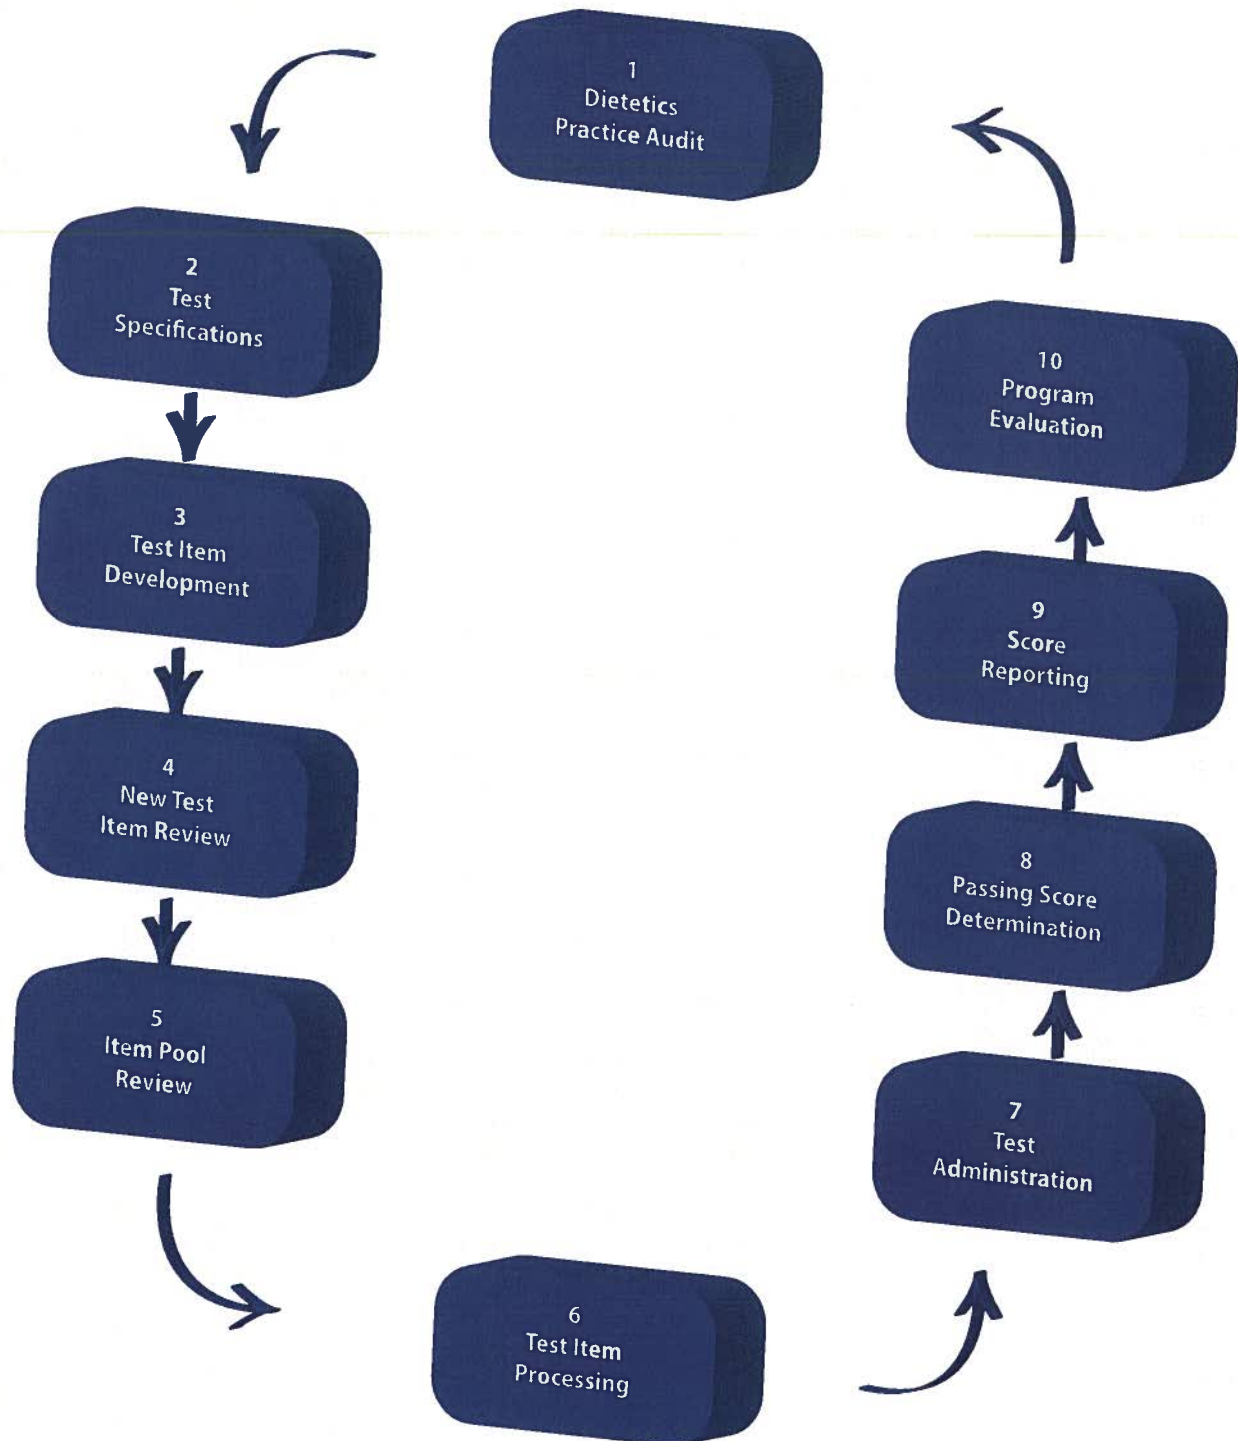 1
Dietetics
Practice Audit
2
Test
Specifications
3
Test Item
Development
4
New Test
Item Review
5
Item Pool
Review
6
Test Item
Processing
7
Test
Administration
8
Passing Score
Determination
9
Score
Reporting
10
Program
Evaluation